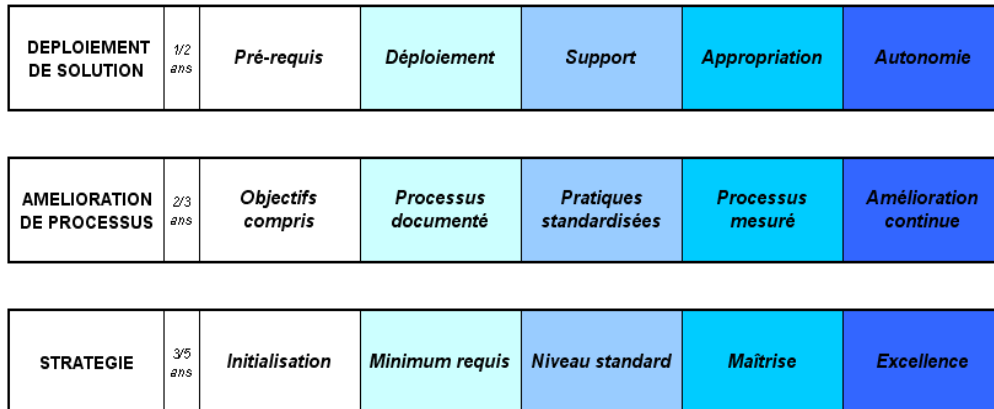 DEPLOIEMENT
DE SOLUTION
1/2
ans
Pré-requis
Déploiement
Support
Appropriation
Autonomie
AMELIORATION
DE PROCESSUS
2/3
ans
Objectifs
compris
Processus
documenté
Pratiques
standardisées
Processus
mesuré
Amélioration
continue
STRATEGIE
3/5
ans
Initialisation
Minimum requis
Niveau standard
Maîtrise
Excellence